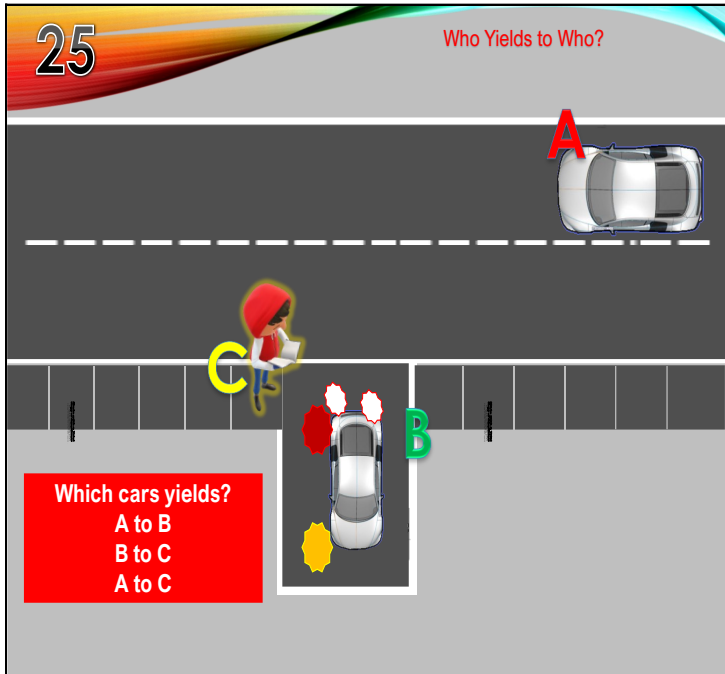 25
Who Yields to Who?
A
C
B
Which cars yields?
A to B
B to C
A to C